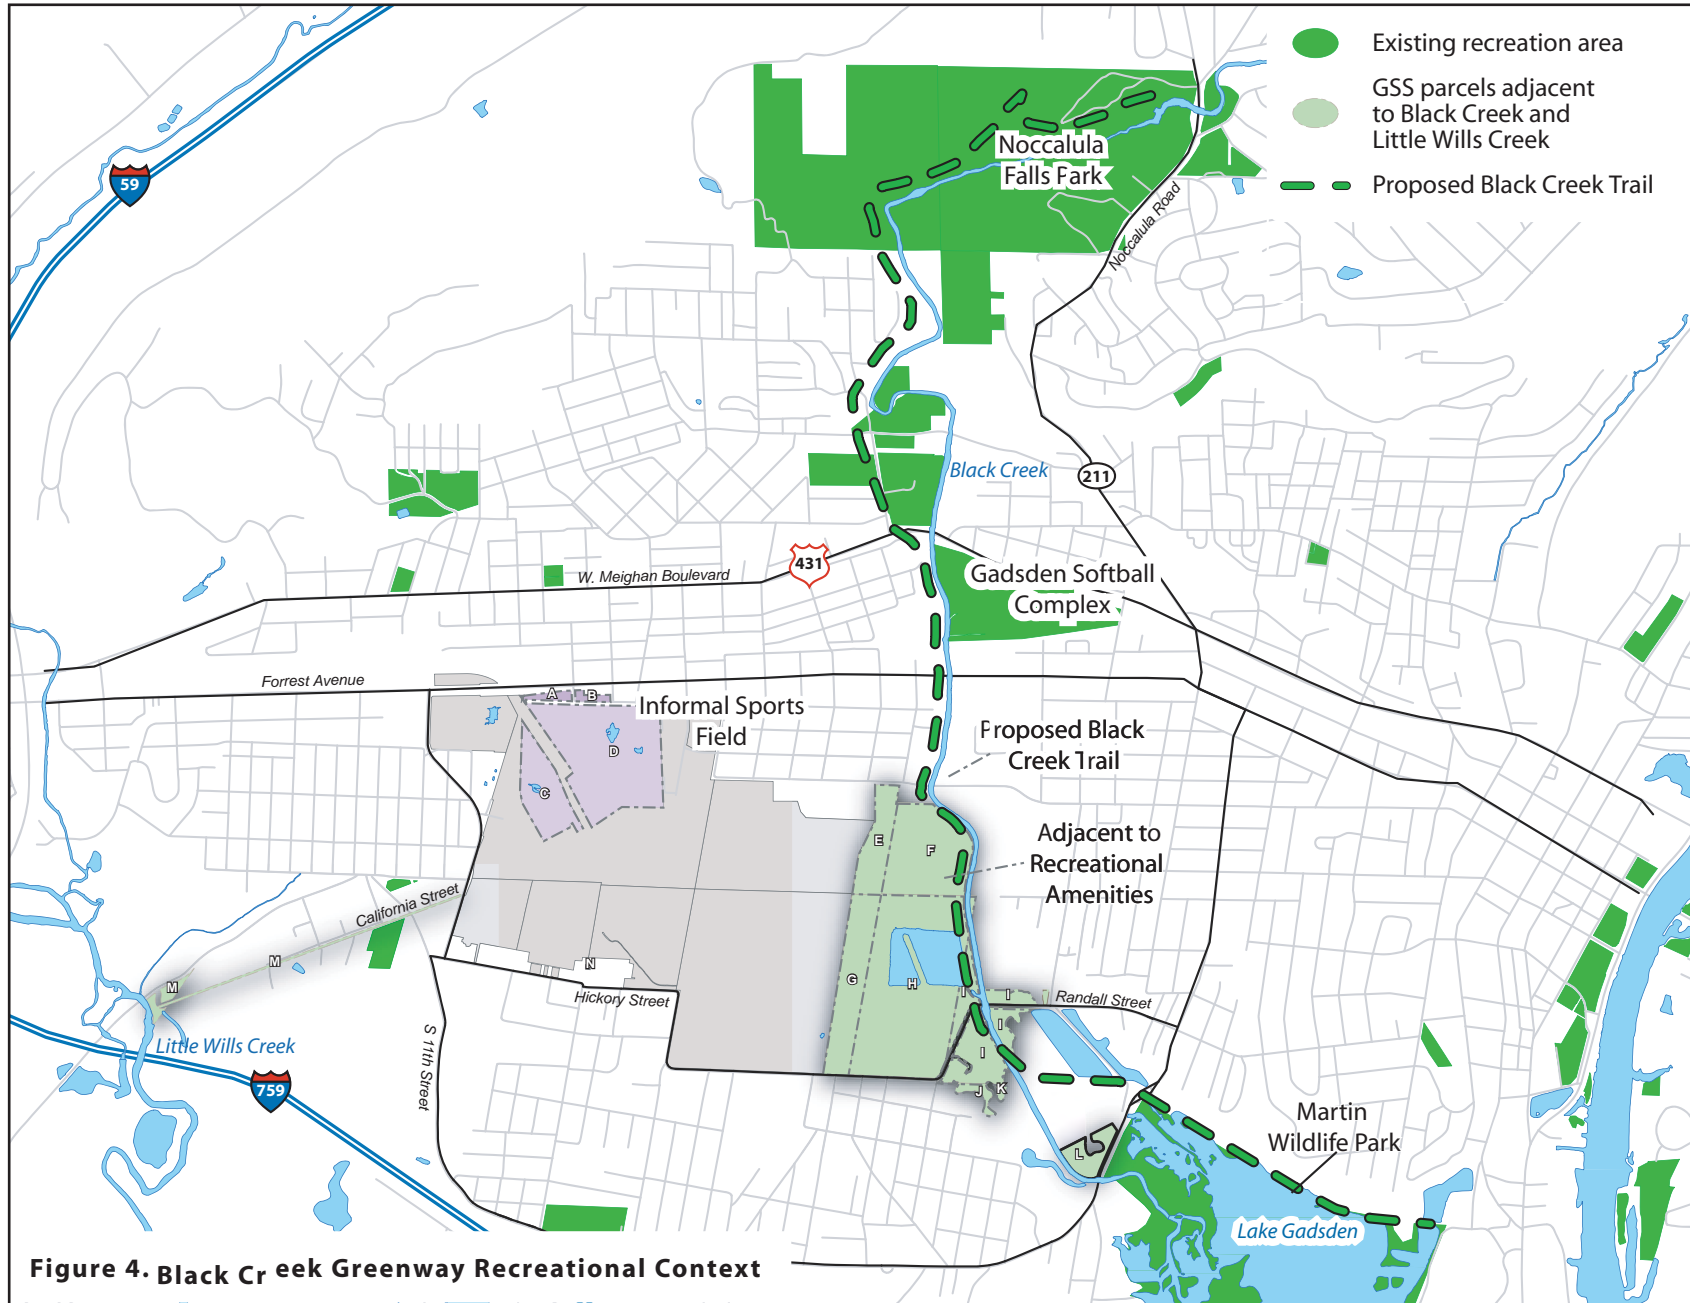 Existing recreation area
GSS parcels adjacent
to Black Creek and
Little Wills Creek
Proposed Black Creek Trail
59
Noccalula
Falls Park
Noccalula Road
Black Creek
211
431
W. Meighan Boulevard
Gadsden Softball
Complex
Forrest Avenue
A
B
Informal Sports
Field
D
C
Proposed Black
Creek Trail
E
F
Adjacent to
Recreational
Amenities
California Street
M
M
N
G
H
I
I
I
I
J
K
L
Hickory Street
Randall Street
S 11th Street
Little Wills Creek
759
Martin
Wildlife Park
Lake Gadsden
Figure 4. Black Creek Greenway Recreational Context